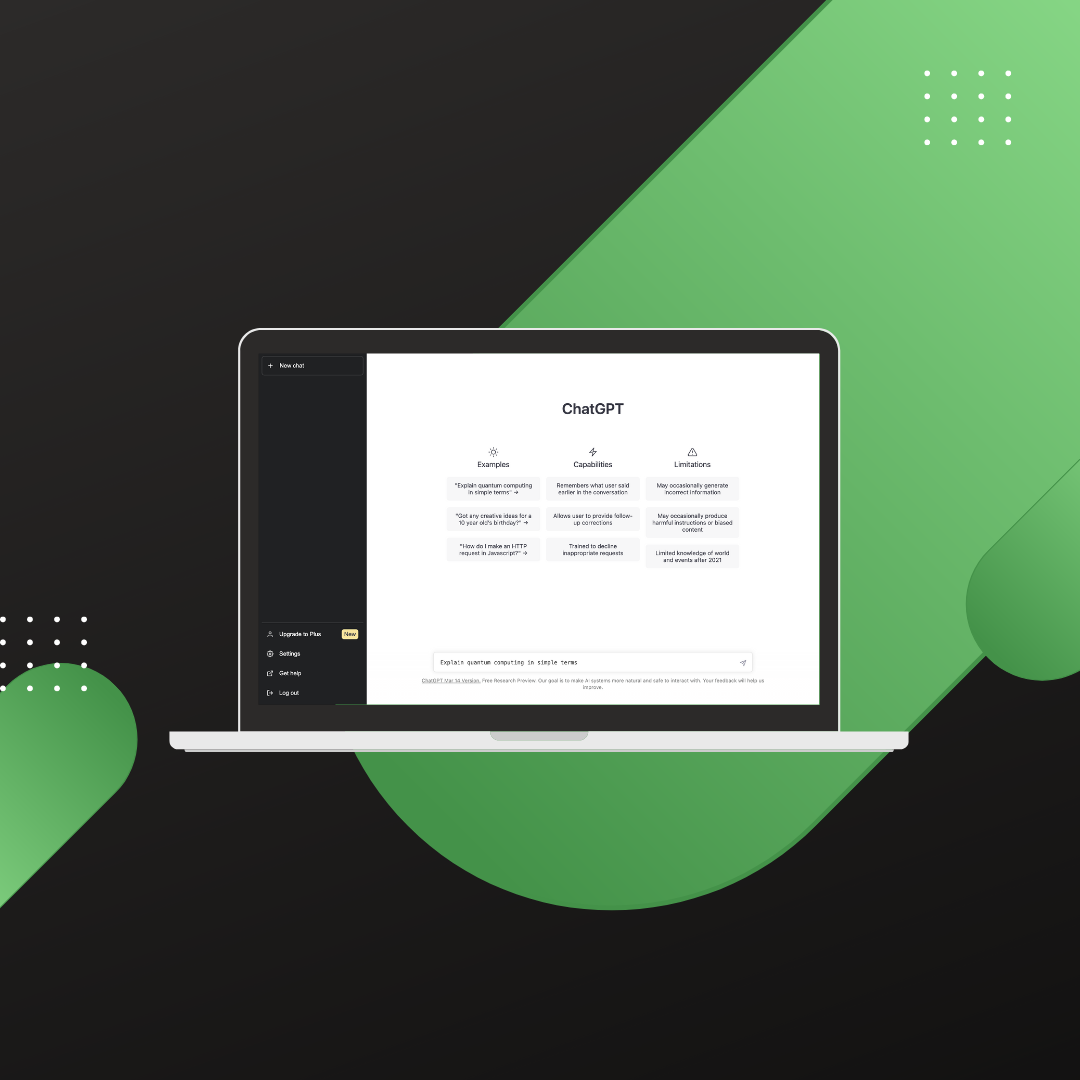 New chat
ChatGPT
Examples
"Explain quantum computing
in simple terms" →
"Got any creative ideas for a
10 year old's birthday?" →
"How do I make an HTTP
request in Javascript?" →
Capabilities
Remembers what user said
earlier in the conversation
Allows user to provide follow-
up corrections
Trained to decline
inappropriate requests
Limitations
May occasionally generate
incorrect information
May occasionally produce
harmful instructions or biased
content
Limited knowledge of world
and events after 2021
Upgrade to Plus New
Settings
Get help
Log out
Explain quantum computing in simple terms
ChatGPT Mar 14 Version. Free Research Preview. Our goal is to make AI systems more natural and safe to interact with. Your feedback will help us
improve.